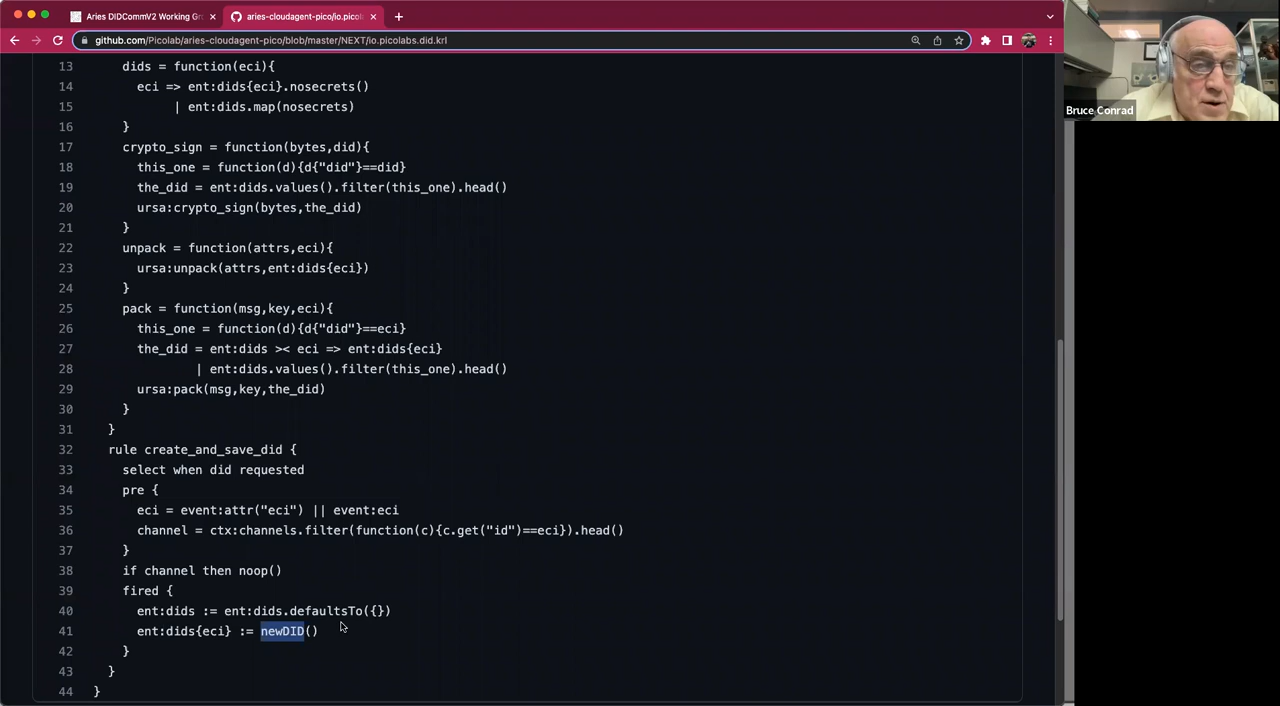 Aries DIDCommV2 Working Gr
aries-cloudagent-pico/io.picol
github.com/Picolab/aries-cloudagent-pico/blob/master/NEXT/io.picolabs.did.krl
Bruce Conrad
13 dids = function(eci){
14 eci => ent:dids{eci}.nosecrets()
15 | ent:dids.map(nosecrets)
16 }
17 crypto_sign = function(bytes,did){
18 this_one = function(d){d{"did"}==did}
19 the_did = ent:dids.values().filter(this_one).head()
20 ursa:crypto_sign(bytes,the_did)
21 }
22 unpack = function(attrs,eci){
23 ursa:unpack(attrs,ent:dids{eci})
24 }
25 pack = function(msg,key,eci){
26 this_one = function(d){d{"did"}==eci}
27 the_did = ent:dids >< eci => ent:dids{eci}
28 | ent:dids.values().filter(this_one).head()
29 ursa:pack(msg,key,the_did)
30 }
31 }
32 rule create_and_save_did {
33 select when did requested
34 pre {
35 eci = event:attr("eci") || event:eci
36 channel = ctx:channels.filter(function(c){c.get("id")==eci}).head()
37 }
38 if channel then noop()
39 fired {
40 ent:dids := ent:dids.defaultsTo({})
41 ent:dids{eci} := newDID()
42 }
43 }
44 }